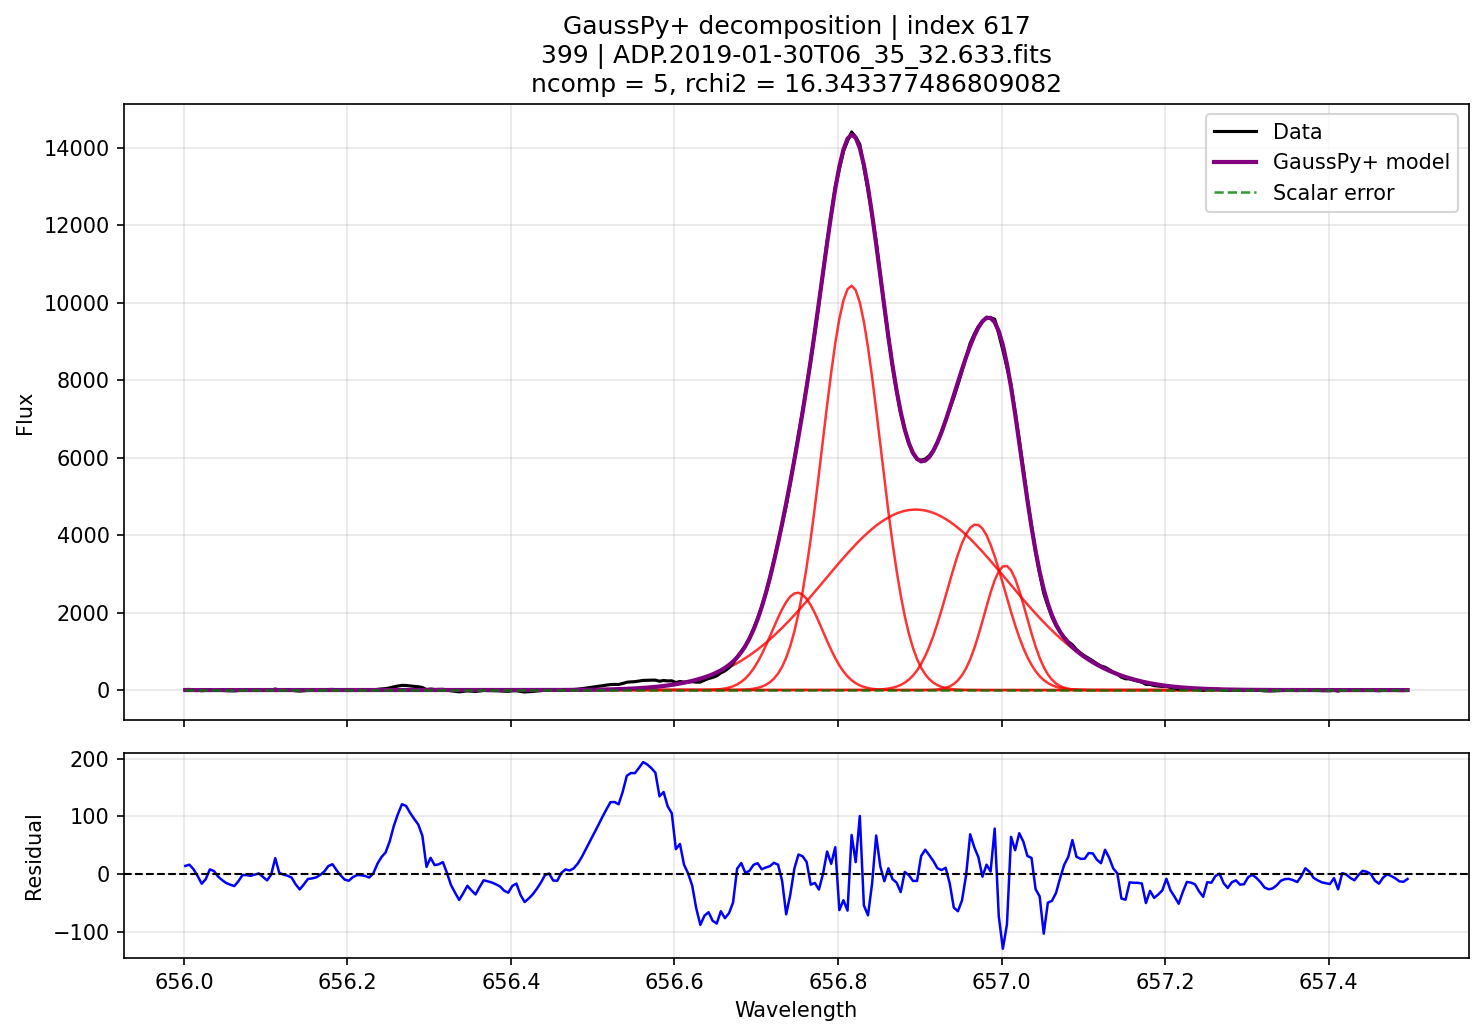 GaussPy+ decomposition | index 617
399 | ADP.2019-01-30T06_35_32.633.fits
ncomp = 5, rchi2 = 16.343377486809082
Data
GaussPy+ model
Scalar error
Flux
14000
12000
10000
8000
6000
4000
2000
0
Residual
200
100
0
−100
656.0
656.2
656.4
656.6
656.8
657.0
657.2
657.4
Wavelength